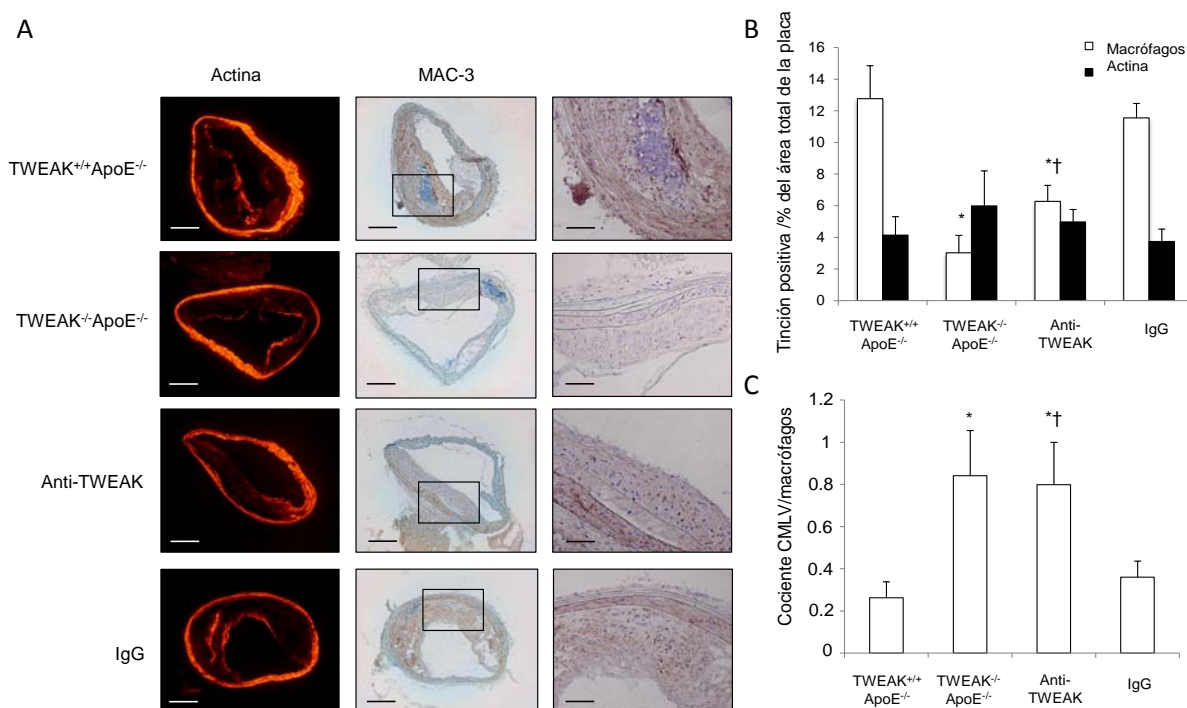 A
Actina
MAC-3
TWEAK+/+ApoE-/-
TWEAK-/-ApoE-/-
Anti-TWEAK
IgG
B
Macrófagos
Actina
Tinción positiva /% del área total de la placa
16
14
12
10
8
6
4
2
0
*
*†
TWEAK+/+
ApoE-/-
TWEAK-/-
ApoE-/-
Anti-
TWEAK
IgG
C
Cociente CMLV/macrófagos
1.2
1
0.8
0.6
0.4
0.2
0
*
*†
TWEAK+/+
ApoE-/-
TWEAK-/-
ApoE-/-
Anti-
TWEAK
IgG